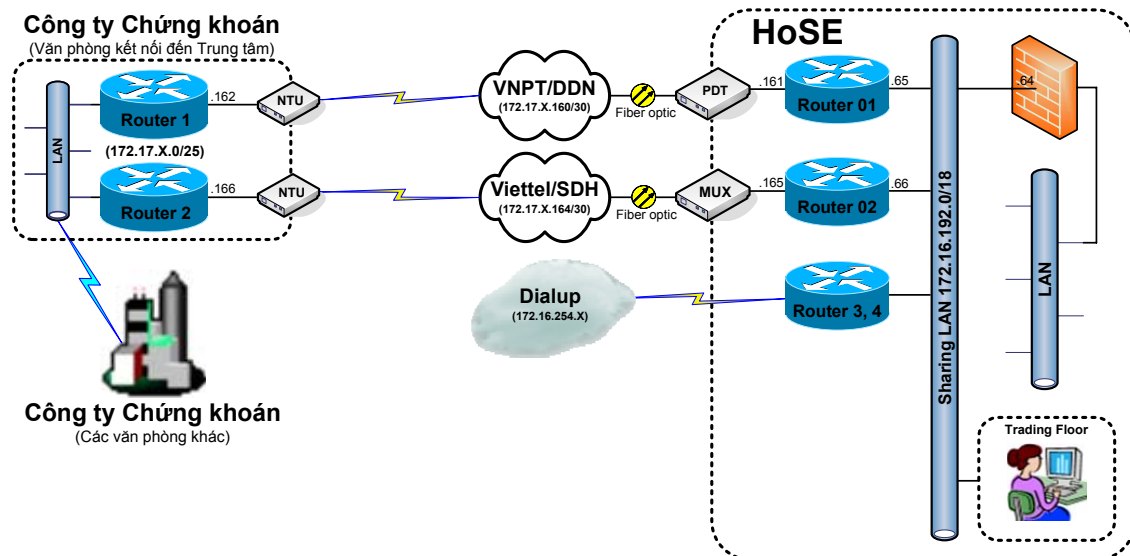 Công ty Chứng khoán
(Văn phòng kết nối đến Trung tâm)
LAN
Router 1
.162
NTU
(172.17.X.0/25)
Router 2
.166
NTU
Công ty Chứng khoán
(Các văn phòng khác)
VNPT/DDN
(172.17.X.160/30)
Fiber optic
Viettel/SDH
(172.17.X.164/30)
Fiber optic
Dialup
(172.16.254.X)
HoSE
PDT
.161
Router 01
.65
.64
MUX
.165
Router 02
.66
Router 3, 4
Sharing LAN 172.16.192.0/18
LAN
Trading Floor